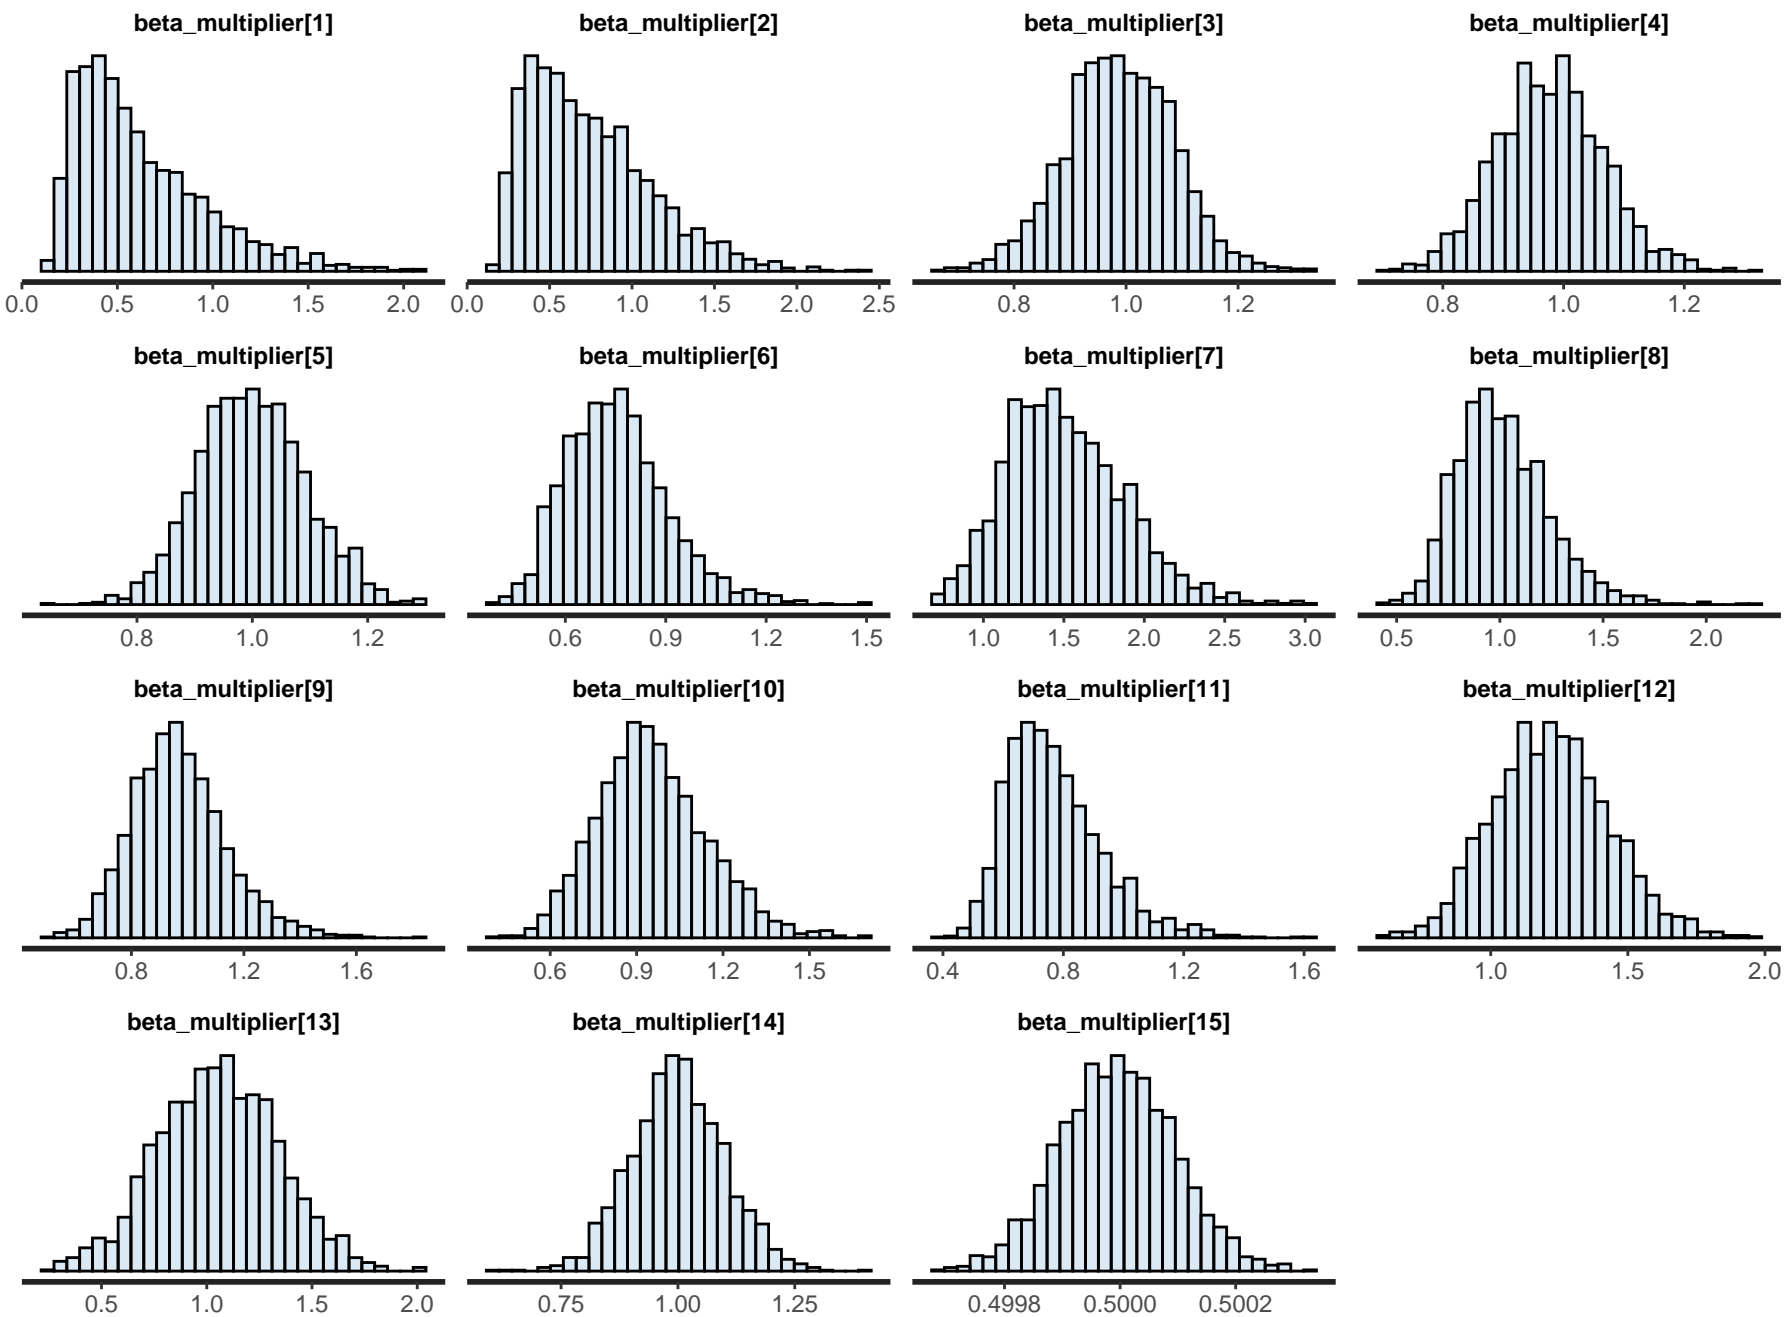 beta_multiplier[1] beta_multiplier[2] beta_multiplier[3] beta_multiplier[4]
0.0 0.5 1.0 1.5 2.0 0.0 0.5 1.0 1.5 2.0 2.5 0.8 1.0 1.2 0.8 1.0 1.2
beta_multiplier[5] beta_multiplier[6] beta_multiplier[7] beta_multiplier[8]
0.8 1.0 1.2 0.6 0.9 1.2 1.5 1.0 1.5 2.0 2.5 3.0 0.5 1.0 1.5 2.0
beta_multiplier[9] beta_multiplier[10] beta_multiplier[11] beta_multiplier[12]
0.8 1.2 1.6 0.6 0.9 1.2 1.5 0.4 0.8 1.2 1.6 1.0 1.5 2.0
beta_multiplier[13] beta_multiplier[14] beta_multiplier[15]
0.5 1.0 1.5 2.0 0.75 1.00 1.25 0.4998 0.5000 0.5002